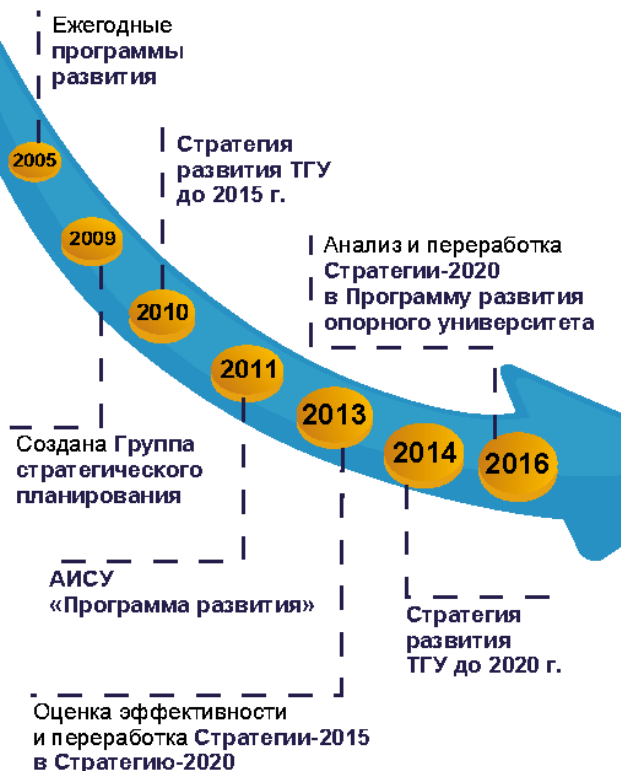 Ежегодные
программы
развития
2005
Стратегия
развития ТГУ
до 2015 г.
2009
Анализ и переработка
Стратегии-2020
в Программу развития
опорного университета
2010
2011
2013
2014
2016
Создана Группа
стратегического
планирования
АИСУ
«Программа развития»
Стратегия
развития
ТГУ до 2020 г.
Оценка эффективности
и переработка Стратегии-2015
в Стратегию-2020